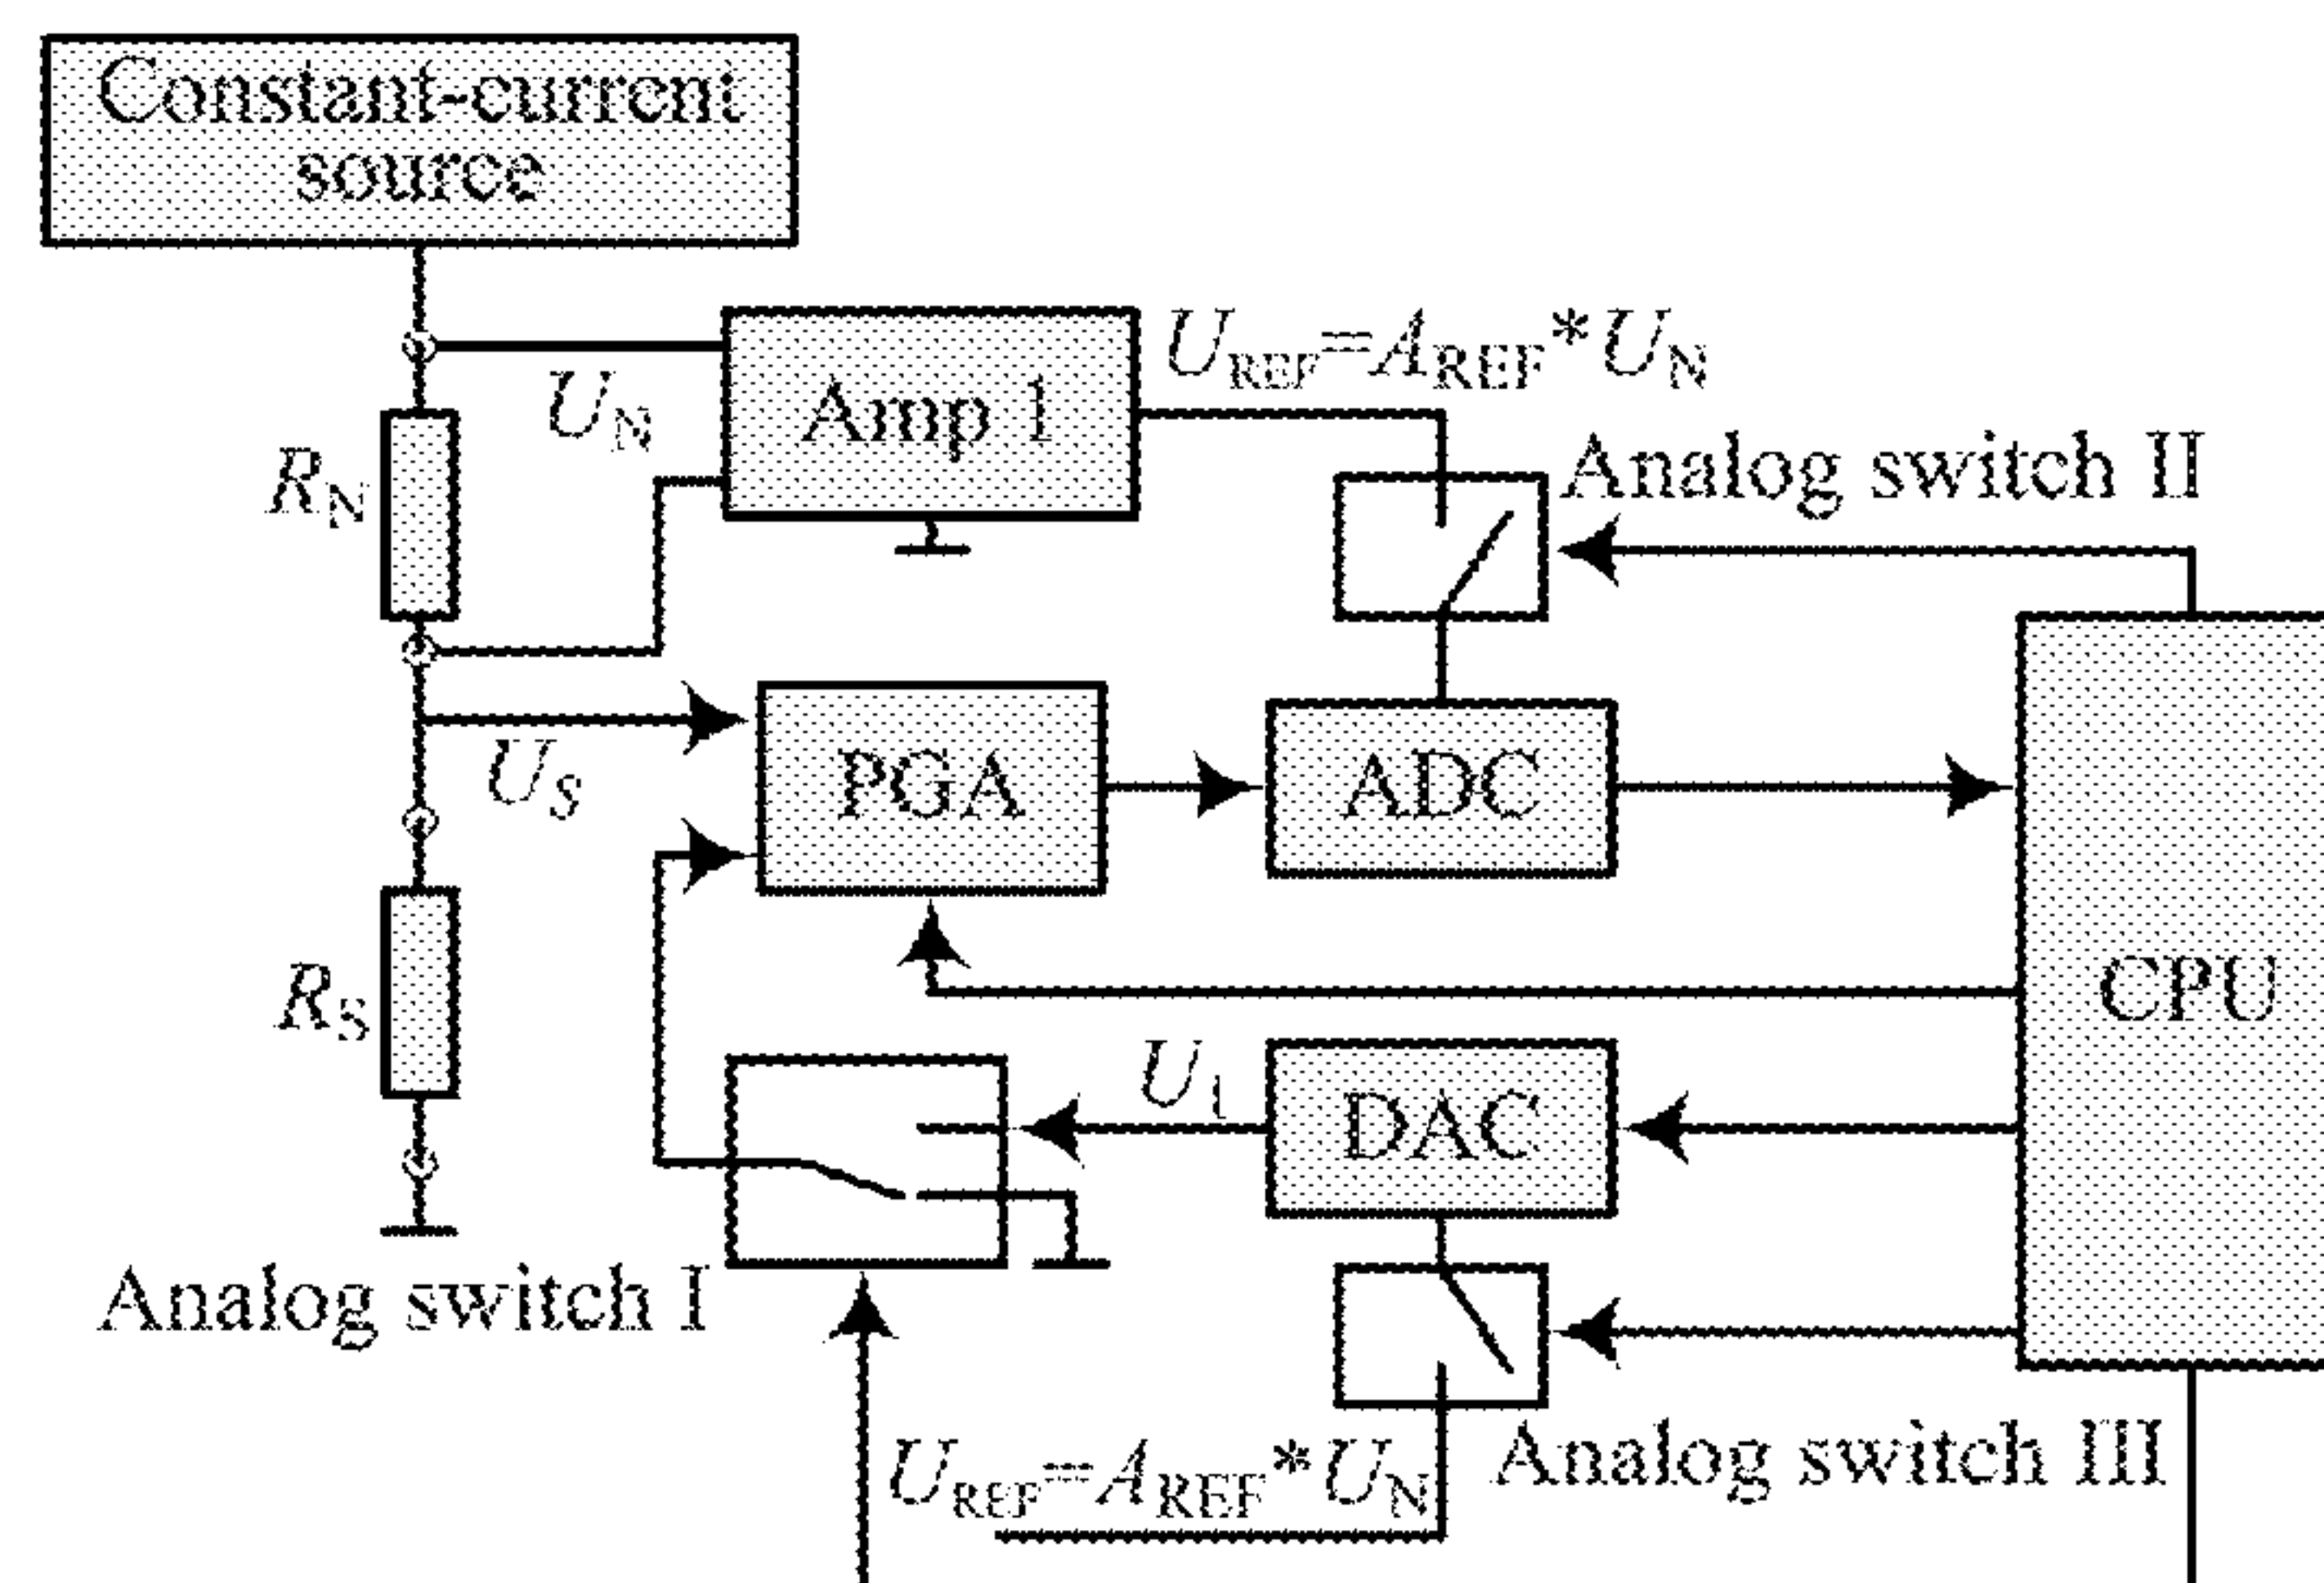 Constant-current
source
U_REF=A_REF*U_N
U_N
Amp 1
Analog switch II
R_N
PGA
ADC
U_S
CPU
R_S
U_1
DAC
Analog switch I
U_REF=A_REF*U_N
Analog switch III